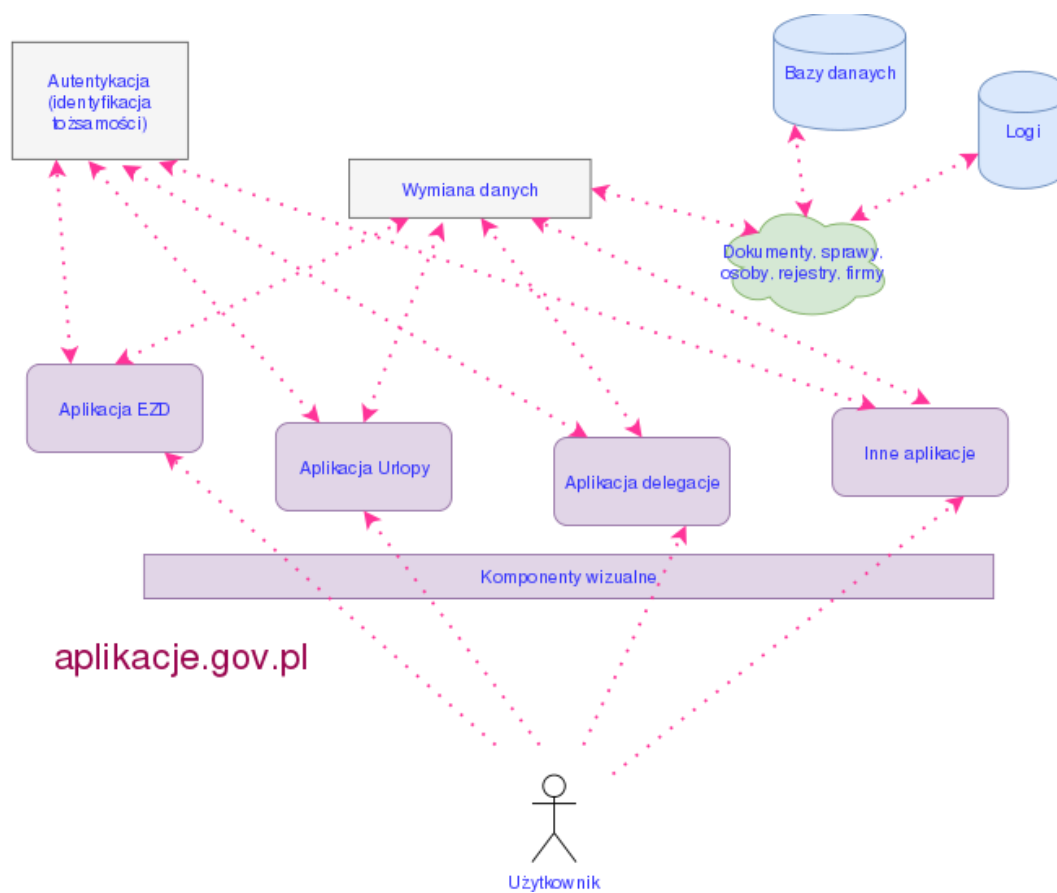 Autentykacja
(identyfikacja
tożsamości)
Bazy danaych
Logi
Wymiana danych
Dokumenty, sprawy,
osoby, rejestry, firmy
Aplikacja EZD
Aplikacja Urlopy
Aplikacja delegacje
Inne aplikacje
Komponenty wizualne
aplikacje.gov.pl
Użytkownik